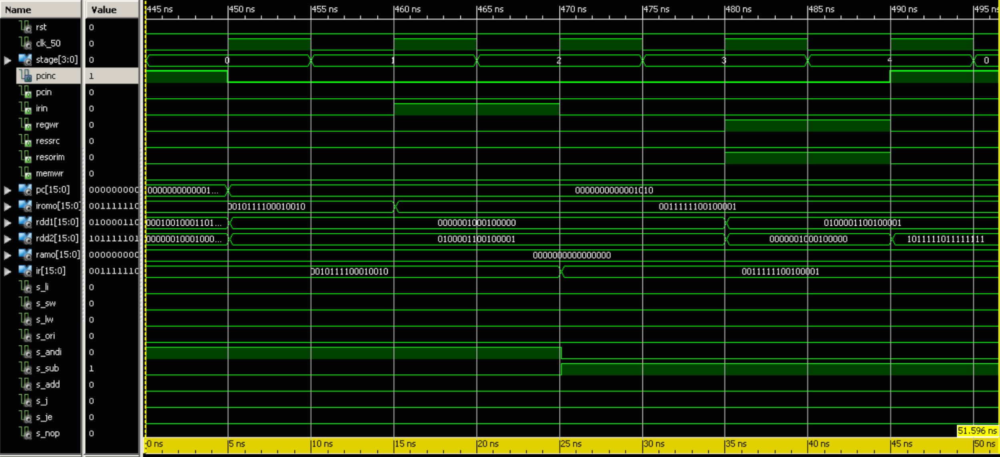 Name Value 445 ns 450 ns 455 ns 460 ns 465 ns 470 ns 475 ns 480 ns 485 ns 490 ns 495 ns
rst 0
clk_50 0
stage[3:0] 0 0 1 2 3 4 0
pcinc 1
pcin 0
irin 0
regwr 0
ressrc 0
resorim 0
memwr 0
pc[15:0] 000000000 0000000000001... 0000000000001010
iromo[15:0] 001111110 0010111100010010 0011111100100001
rdd1[15:0] 010000110 00010010001101... 0000001000100000 0100001100100001
rdd2[15:0] 101111101 00000010001000... 0100001100100001 0000001000100000 1011111011111111
ramo[15:0] 000000000 0000000000000000
ir[15:0] 001111110 0010111100010010 0011111100100001
s_li 0
s_sw 0
s_lw 0
s_ori 0
s_andi 0
s_sub 1
s_add 0
s_j 0
s_je 0
s_nop 0
51.596 ns
0 ns 5 ns 10 ns 15 ns 20 ns 25 ns 30 ns 35 ns 40 ns 45 ns 50 ns